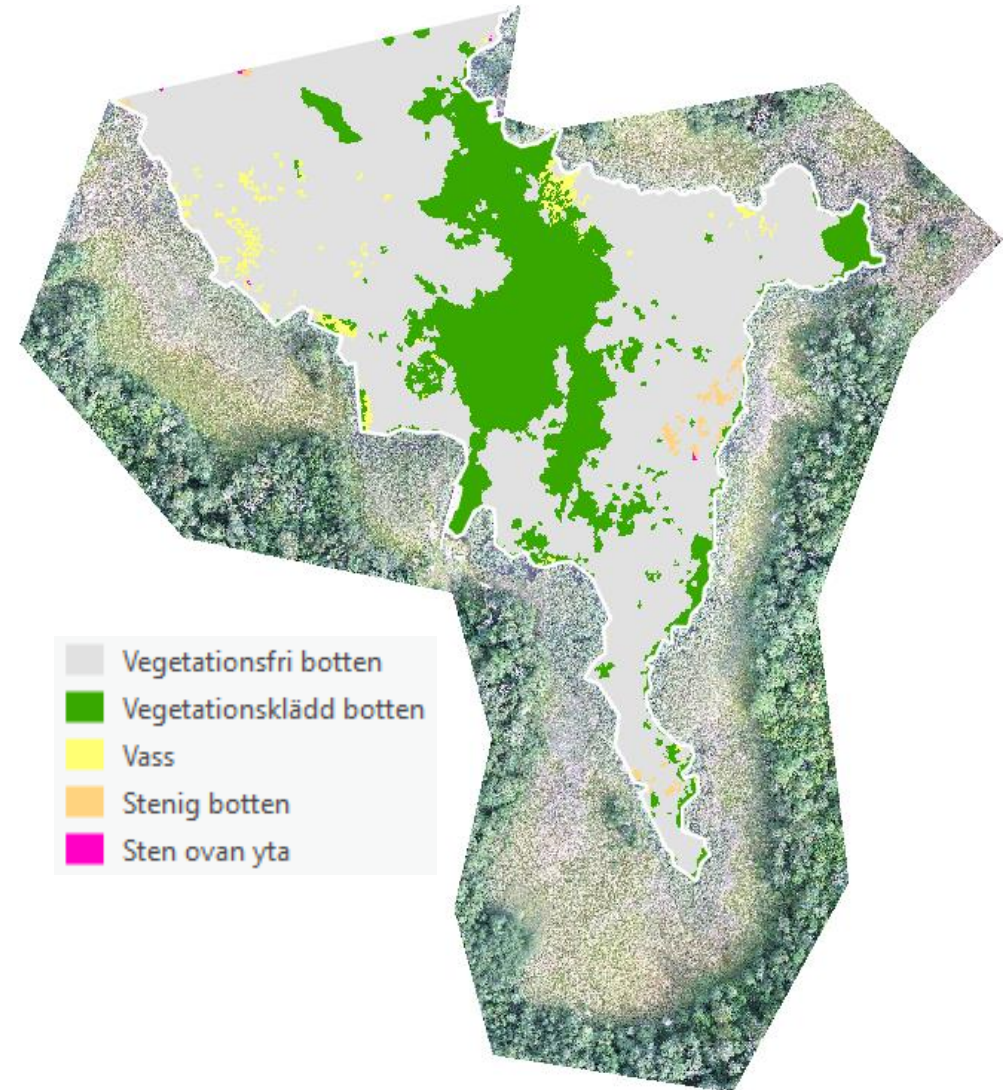 Vegetationsfri botten
Vegetationsklädd botten
Vass
Stenig botten
Sten ovan yta